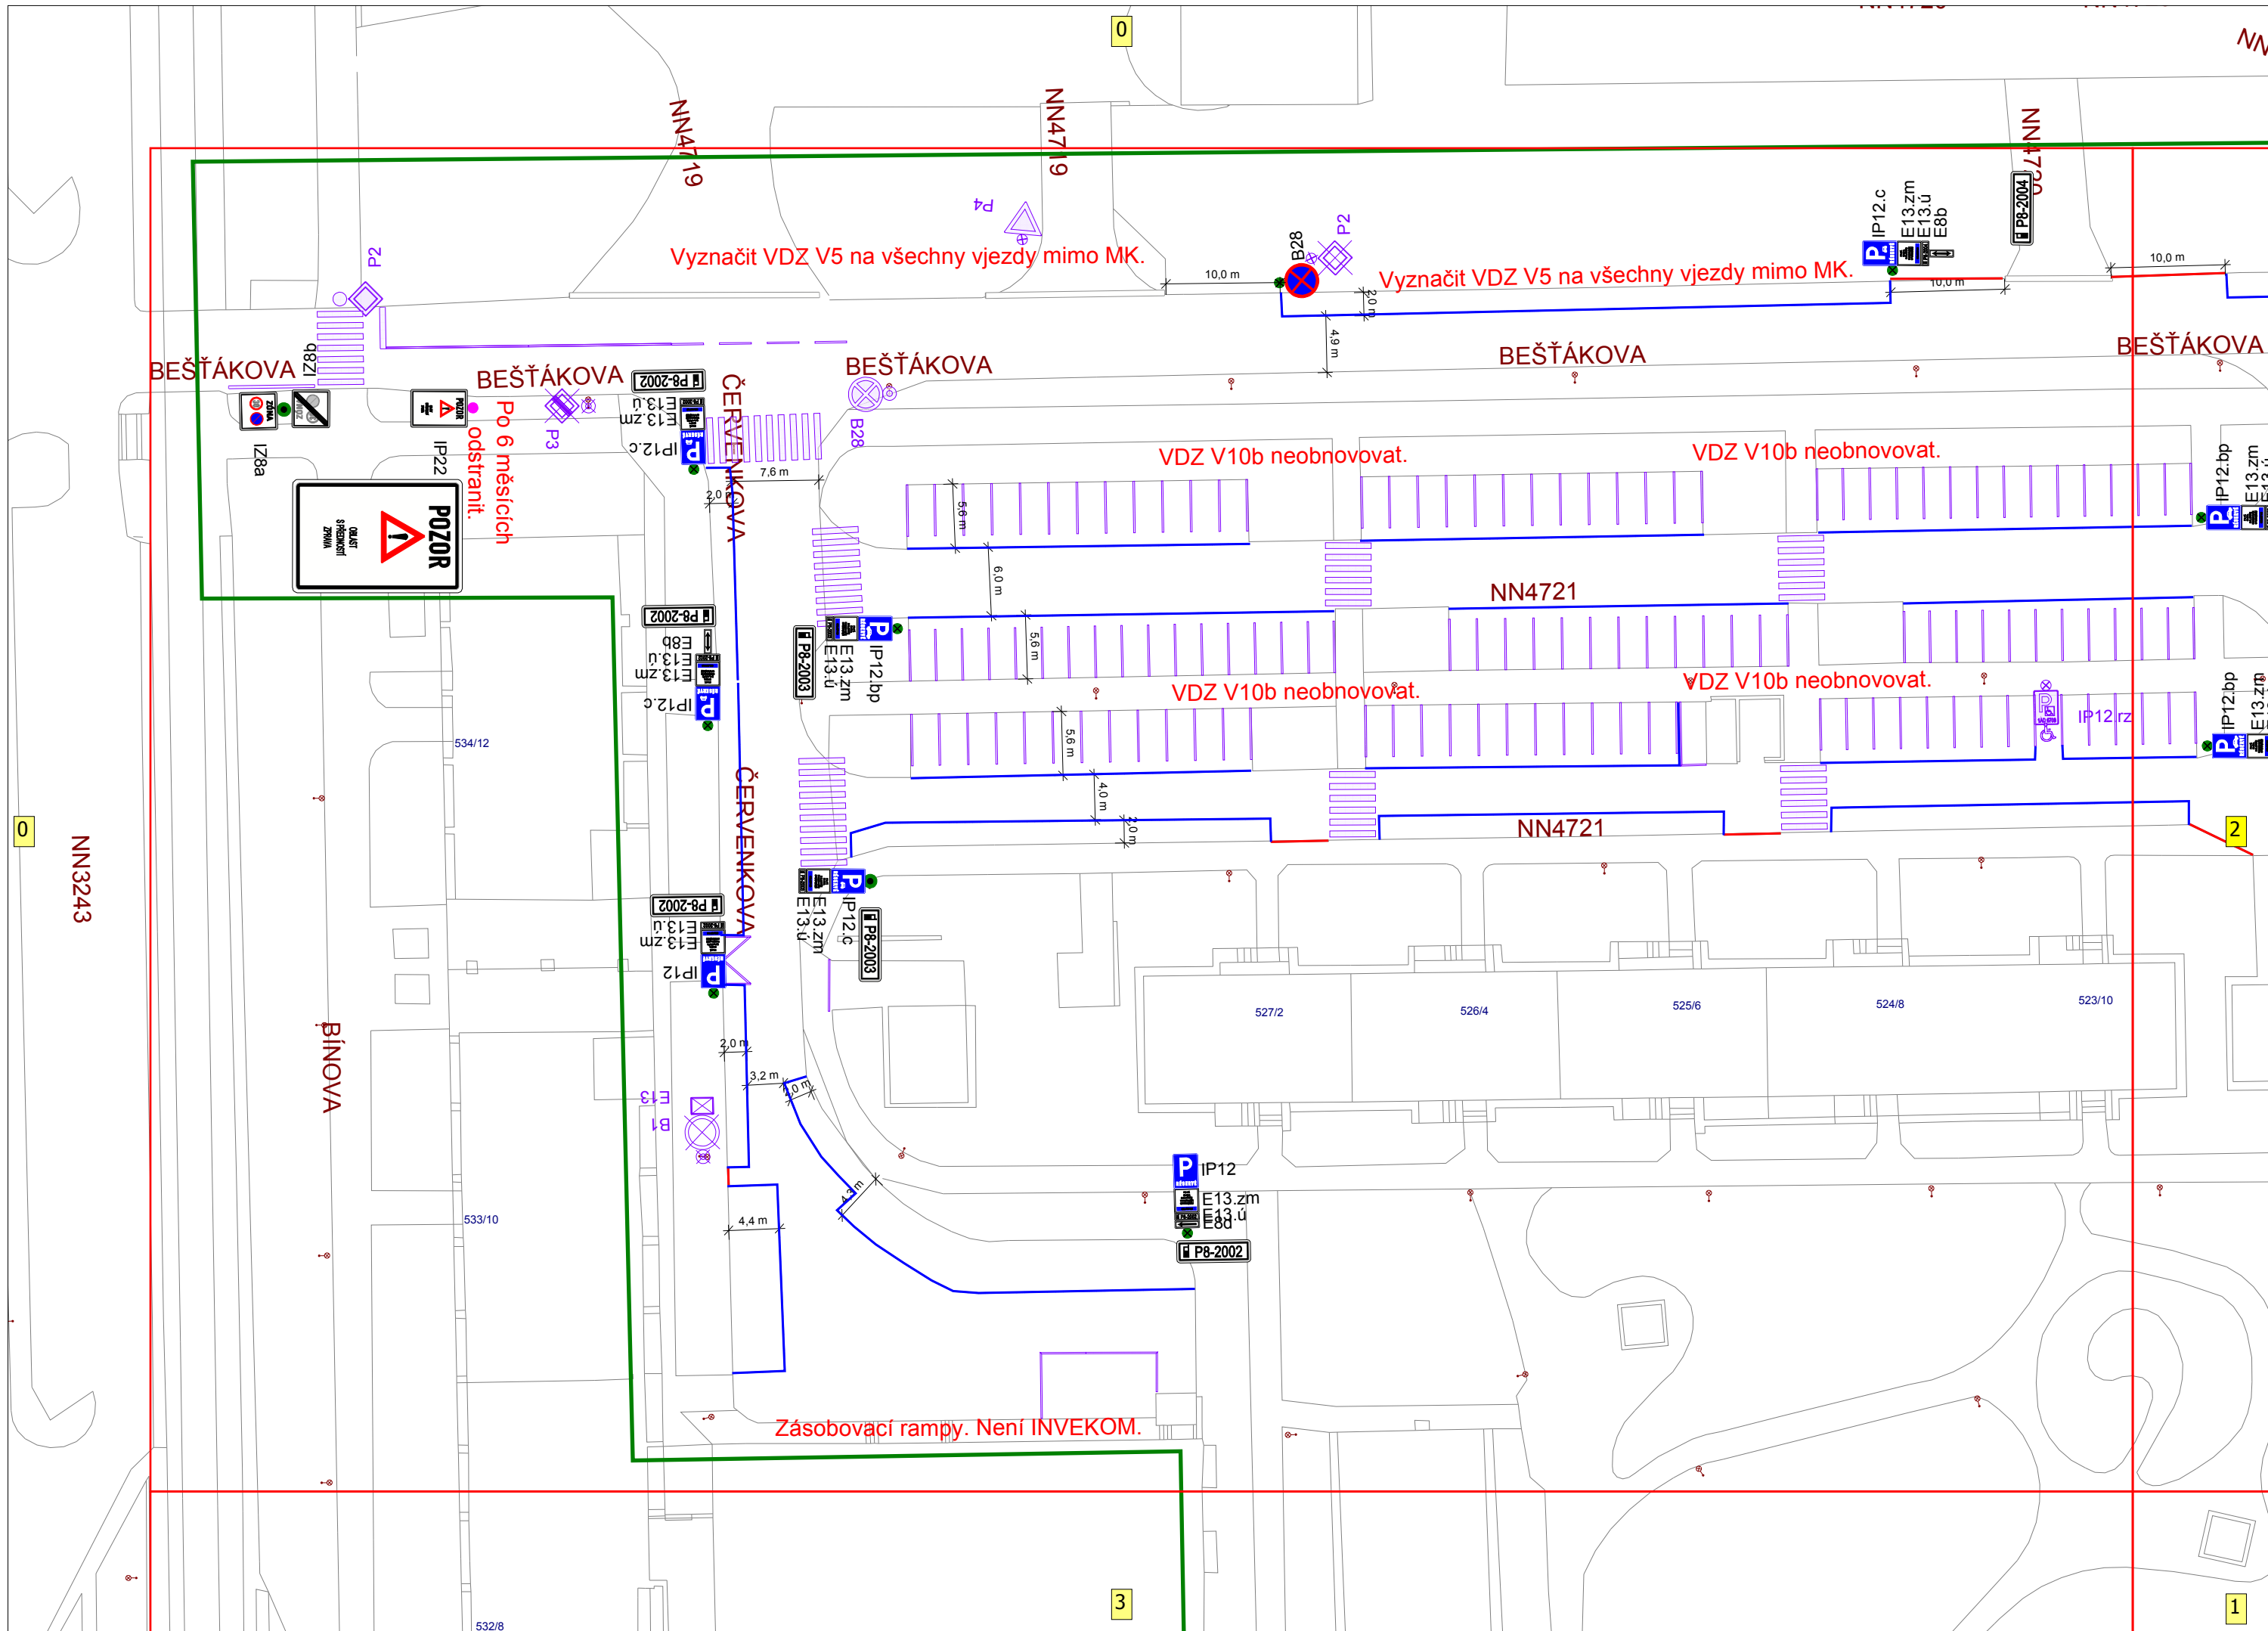 0
NN4719
NN4719
P4
Vyznačit VDZ V5 na všechny vjezdy mimo MK.
10,0 m
B28
P2
Vyznačit VDZ V5 na všechny vjezdy mimo MK.
2,0 m
4,9 m
IP12.c
E13.zm
E13.ú
E8b
P8-2004
10,0 m
10,0 m
P2
BEŠŤÁKOVA
IZ8b
BEŠŤÁKOVA
BEŠŤÁKOVA
BEŠŤÁKOVA
BEŠŤÁKOVA
ZÓNA
30
IZ8a
POZOR
IP22
Po 6 měsících
odstranit.
P3
POZOR
OBLAST
S PŘEDNOSTÍ
ZPRAVA
P8-2002
E13.ú
E13.zm
IP12.c
ČERVENKOVA
7,6 m
B28
VDZ V10b neobnovovat.
VDZ V10b neobnovovat.
IP12.bp
E13.zm
5,6 m
6,0 m
NN4721
P8-2002
E8b
E13.ú
E13.zm
IP12.c
P8-2003
E13.ú
E13.zm
IP12.bp
5,6 m
VDZ V10b neobnovovat.
VDZ V10b neobnovovat.
IP12.rz
IP12.bp
E13.zm
534/12
5,6 m
4,0 m
2,0 m
NN4721
0
2
NN3243
ČERVENKOVA
P8-2002
E13.ú
E13.zm
IP12
E13.ú
E13.zm
IP12.c
P8-2003
527/2
526/4
525/6
524/8
523/10
BÍNOVA
2,0 m
3,2 m
E13
B1
4,3 m
4,4 m
533/10
IP12
E13.zm
E13.ú
E8d
P8-2002
Zásobovací rampy. Není INVEKOM.
3
1
532/8